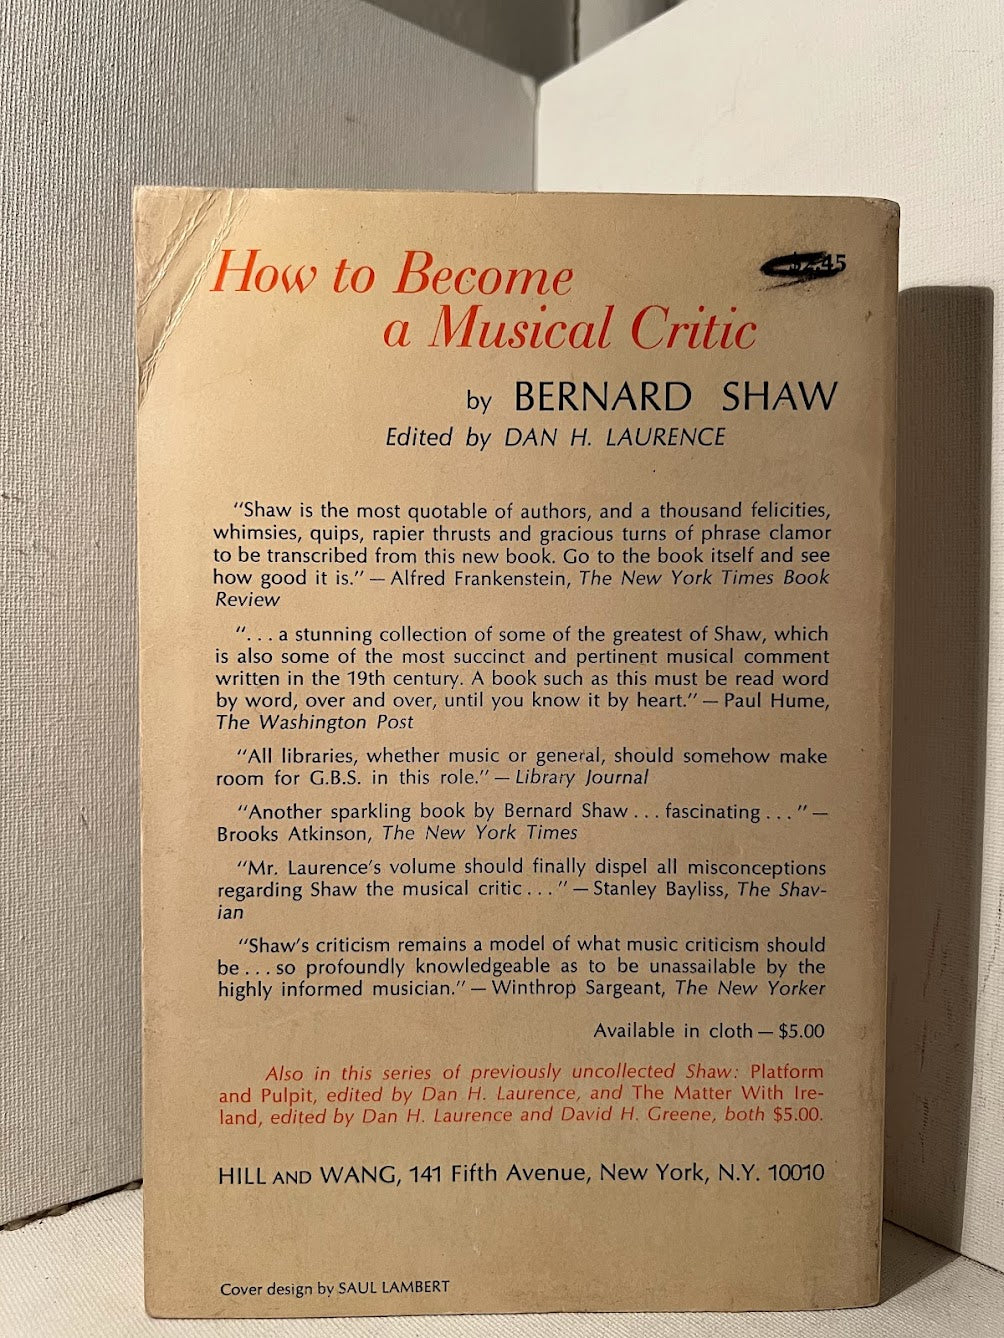 How to Become
a Musical Critic
$2.45
by BERNARD SHAW
Edited by DAN H. LAURENCE
“Shaw is the most quotable of authors, and a thousand felicities,
whimsies, quips, rapier thrusts and gracious turns of phrase clamor
to be transcribed from this new book. Go to the book itself and see
how good it is.” — Alfred Frankenstein, The New York Times Book
Review
“. . . a stunning collection of some of the greatest of Shaw, which
is also some of the most succinct and pertinent musical comment
written in the 19th century. A book such as this must be read word
by word, over and over, until you know it by heart.” — Paul Hume,
The Washington Post
“All libraries, whether music or general, should somehow make
room for G.B.S. in this role.” — Library Journal
“Another sparkling book by Bernard Shaw . . . fascinating . . .” —
Brooks Atkinson, The New York Times
“Mr. Laurence’s volume should finally dispel all misconceptions
regarding Shaw the musical critic . . .” — Stanley Bayliss, The Shav-
ian
“Shaw’s criticism remains a model of what music criticism should
be . . . so profoundly knowledgeable as to be unassailable by the
highly informed musician.” — Winthrop Sargeant, The New Yorker
Available in cloth — $5.00
Also in this series of previously uncollected Shaw: Platform
and Pulpit, edited by Dan H. Laurence, and The Matter With Ire-
land, edited by Dan H. Laurence and David H. Greene, both $5.00.
HILL AND WANG, 141 Fifth Avenue, New York, N.Y. 10010
Cover design by SAUL LAMBERT